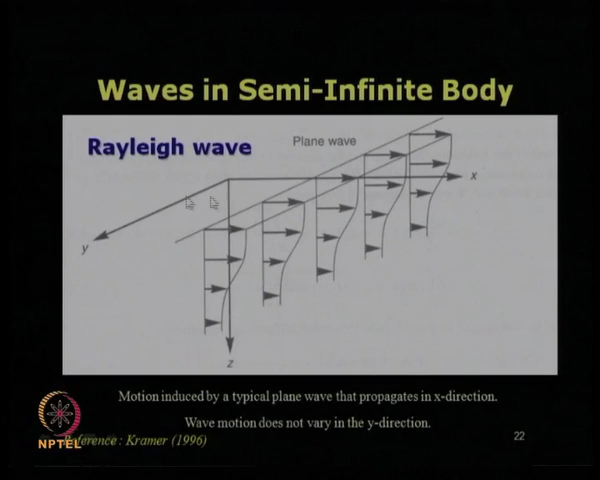 Waves in Semi-Infinite Body
Rayleigh wave
Plane wave
x
y
z
Motion induced by a typical plane wave that propagates in x-direction.
Wave motion does not vary in the y-direction.
Reference : Kramer (1996)
22
NPTEL